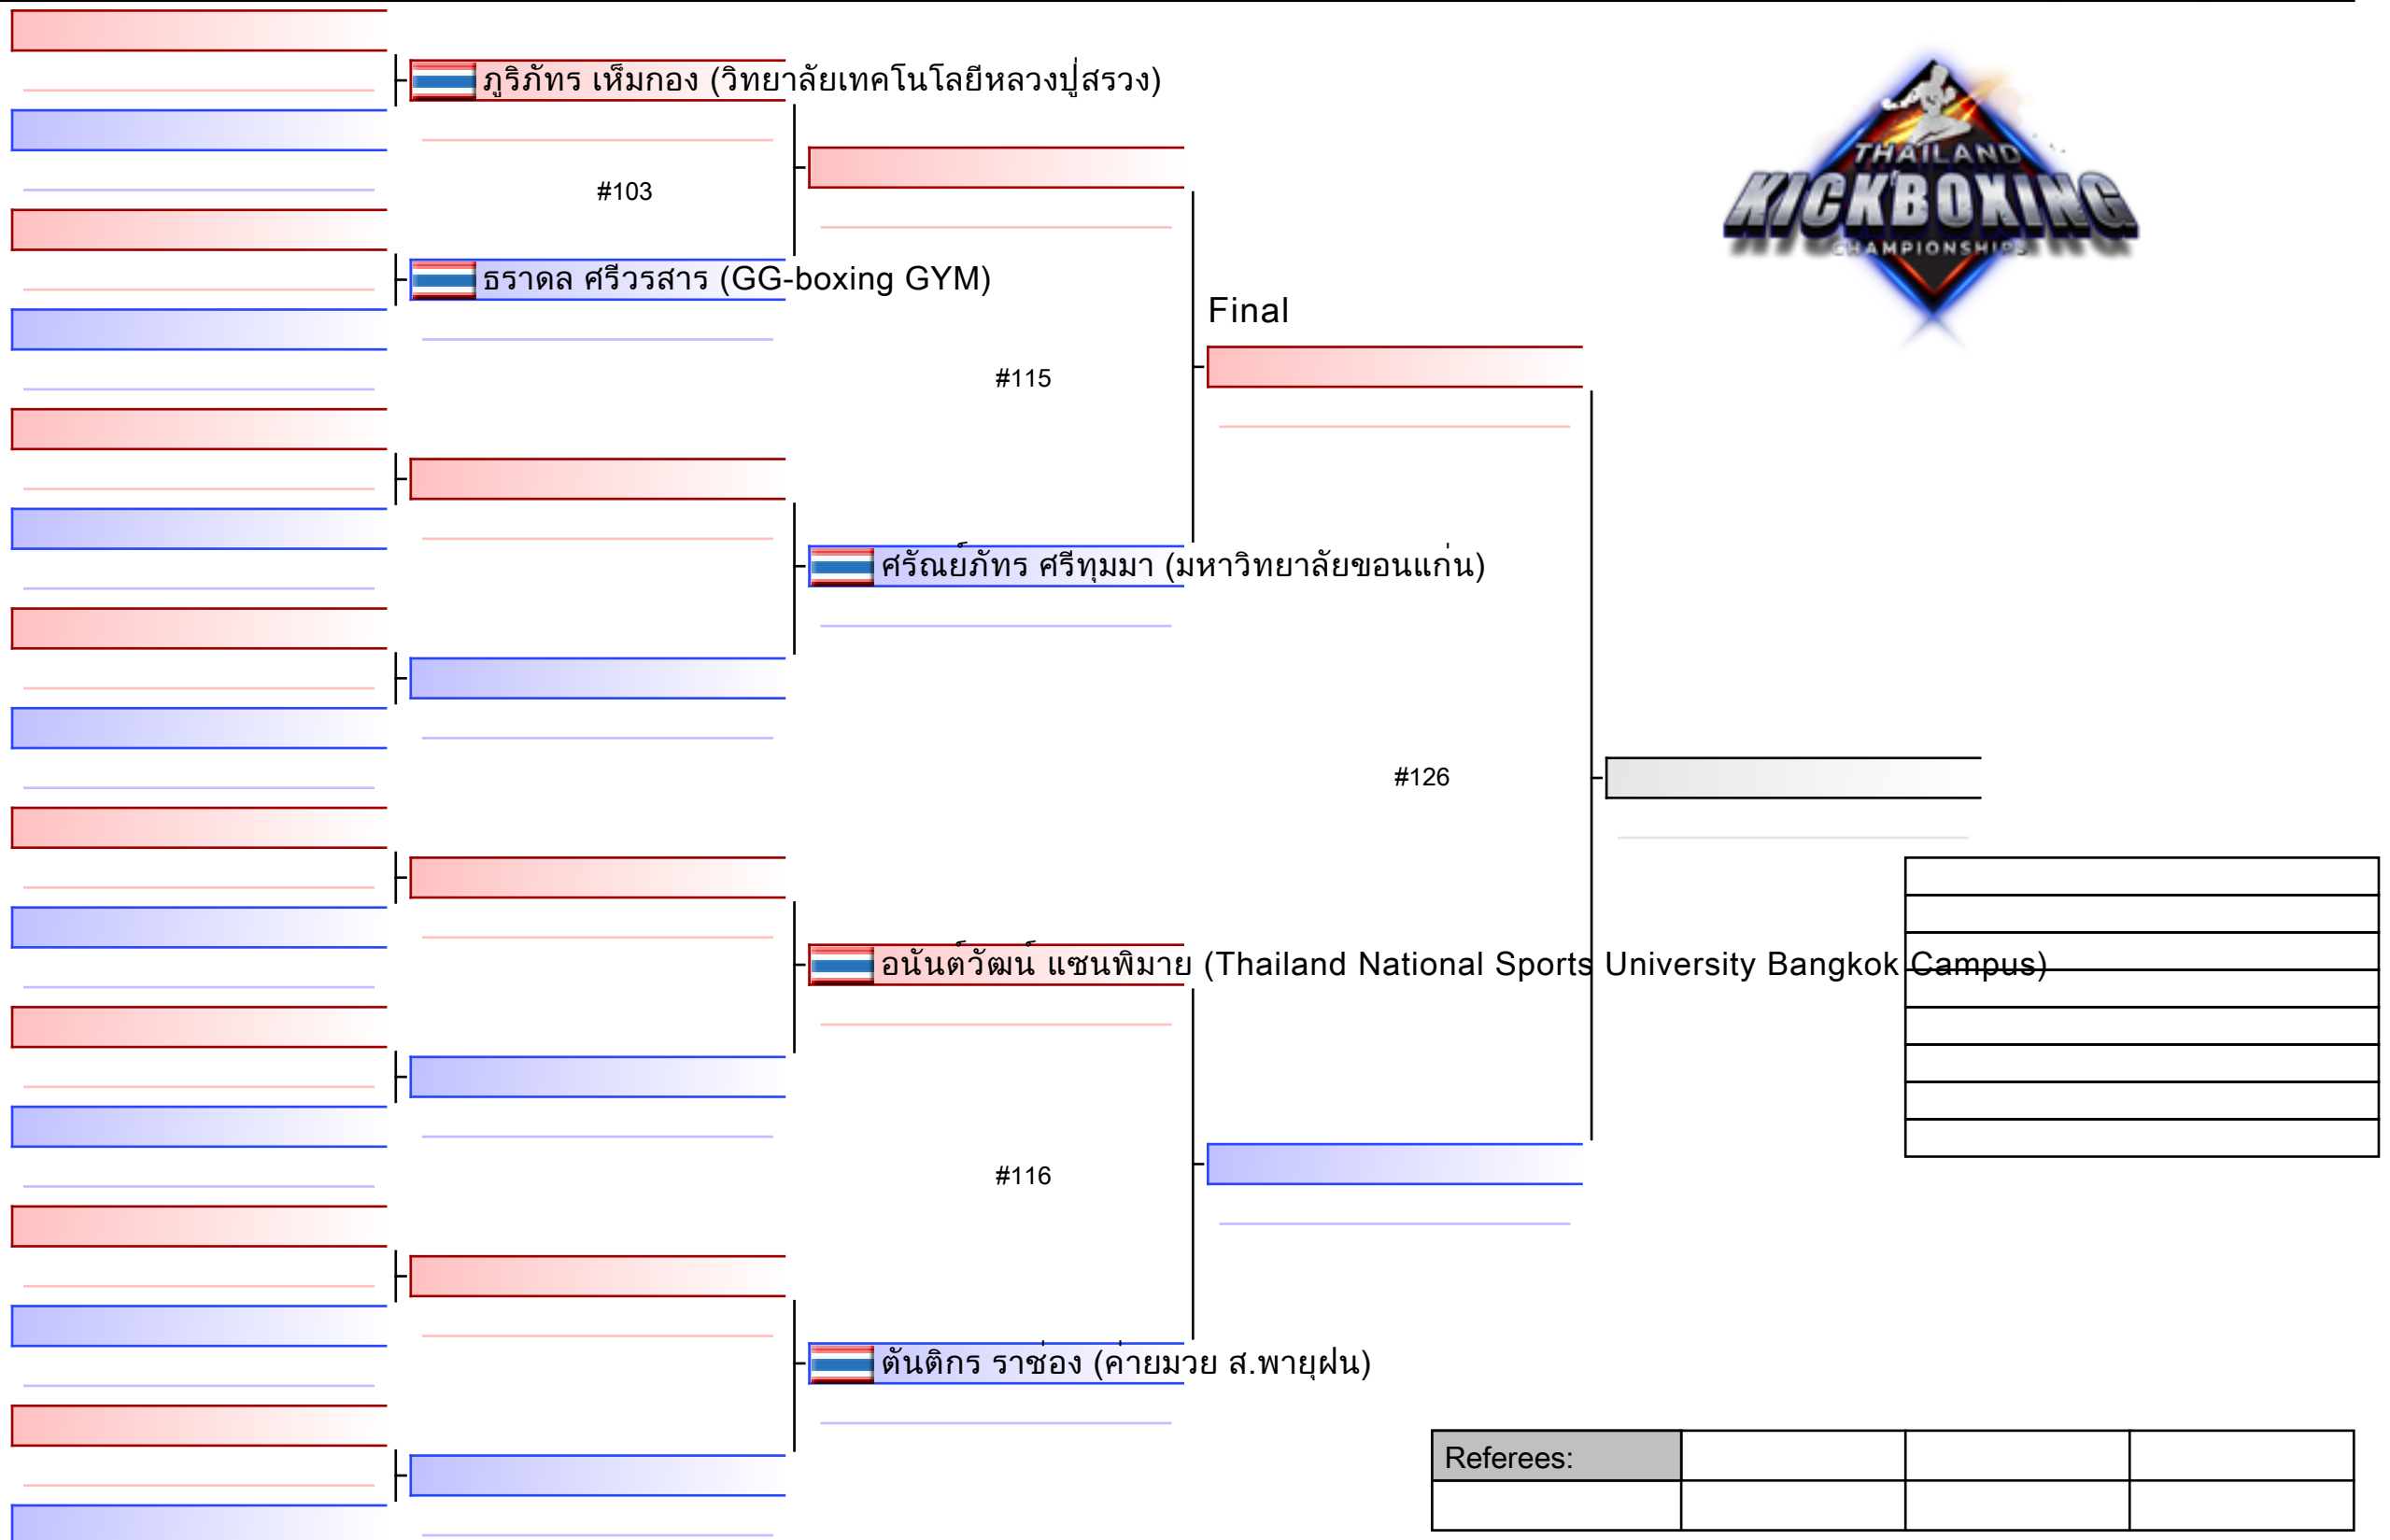 ภูริภัทร เห็มกอง (วิทยาลัยเทคโนโลยีหลวงปู่สรวง)
THAILAND
KICKBOXING
CHAMPIONSHIPS
#103
ธราดล ศรีวรสาร (GG-boxing GYM)
Final
#115
ศรัณย์ภัทร ศรีทุมมา (มหาวิทยาลัยขอนแก่น)
#126
อนันต์วัฒน์ แซนพิมาย (Thailand National Sports University Bangkok Campus)
#116
ตันติกร ราช่อง (ค่ายมวย ส.พายุฝน)
Referees: